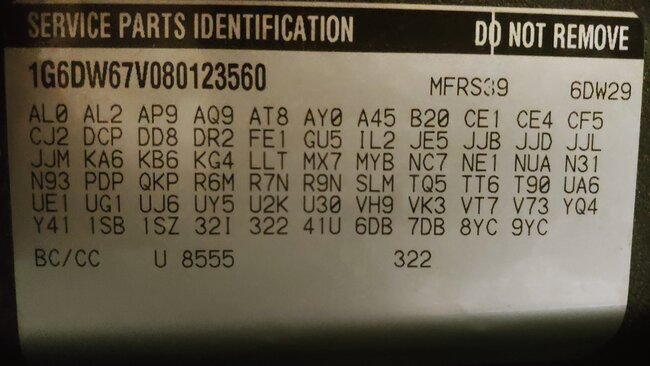 SERVICE PARTS IDENTIFICATION DO NOT REMOVE
1G6DW67V080123560 MFRS39 6DW29
AL0 AL2 AP9 AQ9 AT8 AY0 A45 B20 CE1 CE4 CF5
CJ2 DCP DD8 DR2 FE1 GU5 IL2 JE5 JJB JJD JJL
JJM KA6 KB6 KG4 LLT MX7 MYB NC7 NE1 NUA N31
N93 PDP QKP R6M R7N R9N SLM TQ5 TT6 T90 UA6
UE1 UG1 UJ6 UY5 U2K U30 VH9 VK3 VT7 V73 YQ4
Y41 1SB 1SZ 32I 322 41U 6DB 7DB 8YC 9YC
BC/CC U 8555 322